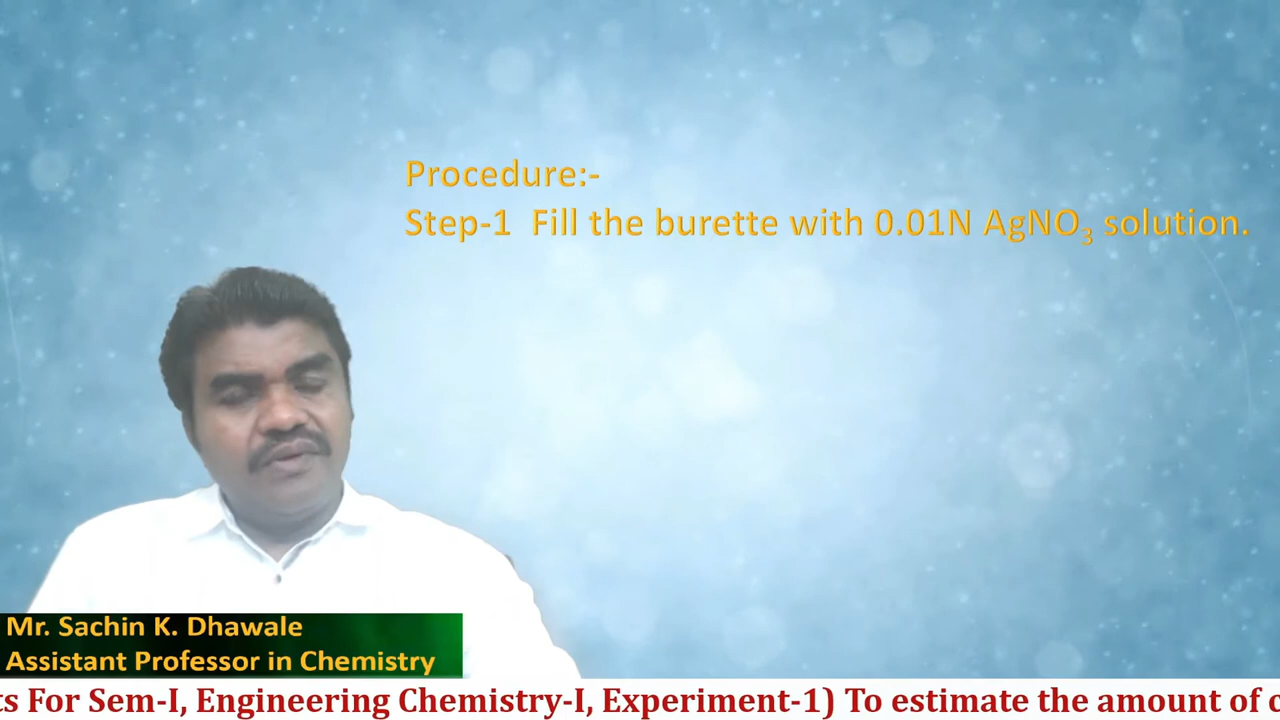 Procedure:-
Step-1 Fill the burette with 0.01N AgNO₃ solution.
Mr. Sachin K. Dhawale
Assistant Professor in Chemistry
For Sem-I, Engineering Chemistry-I, Experiment-1) To estimate the amount of